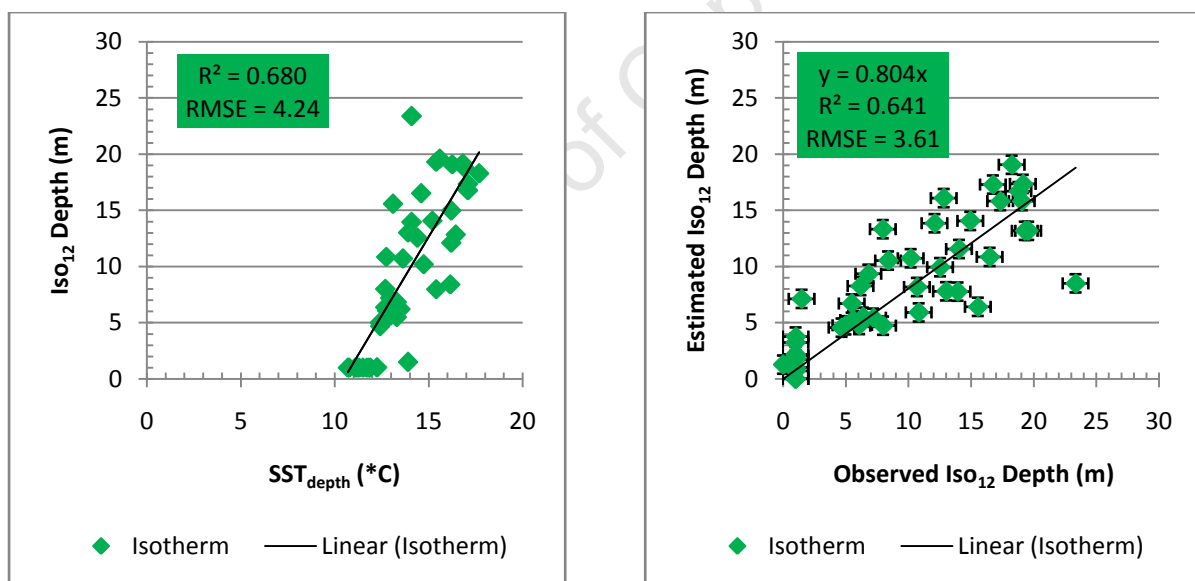 of C
R² = 0.680
RMSE = 4.24
30
25
20
15
10
5
0
Iso₁₂ Depth (m)
0 5 10 15 20
SST_depth (*C)
Isotherm Linear (Isotherm)
y = 0.804x
R² = 0.641
RMSE = 3.61
30
25
20
15
10
5
0
Estimated Iso₁₂ Depth (m)
0 5 10 15 20 25 30
Observed Iso₁₂ Depth (m)
Isotherm Linear (Isotherm)